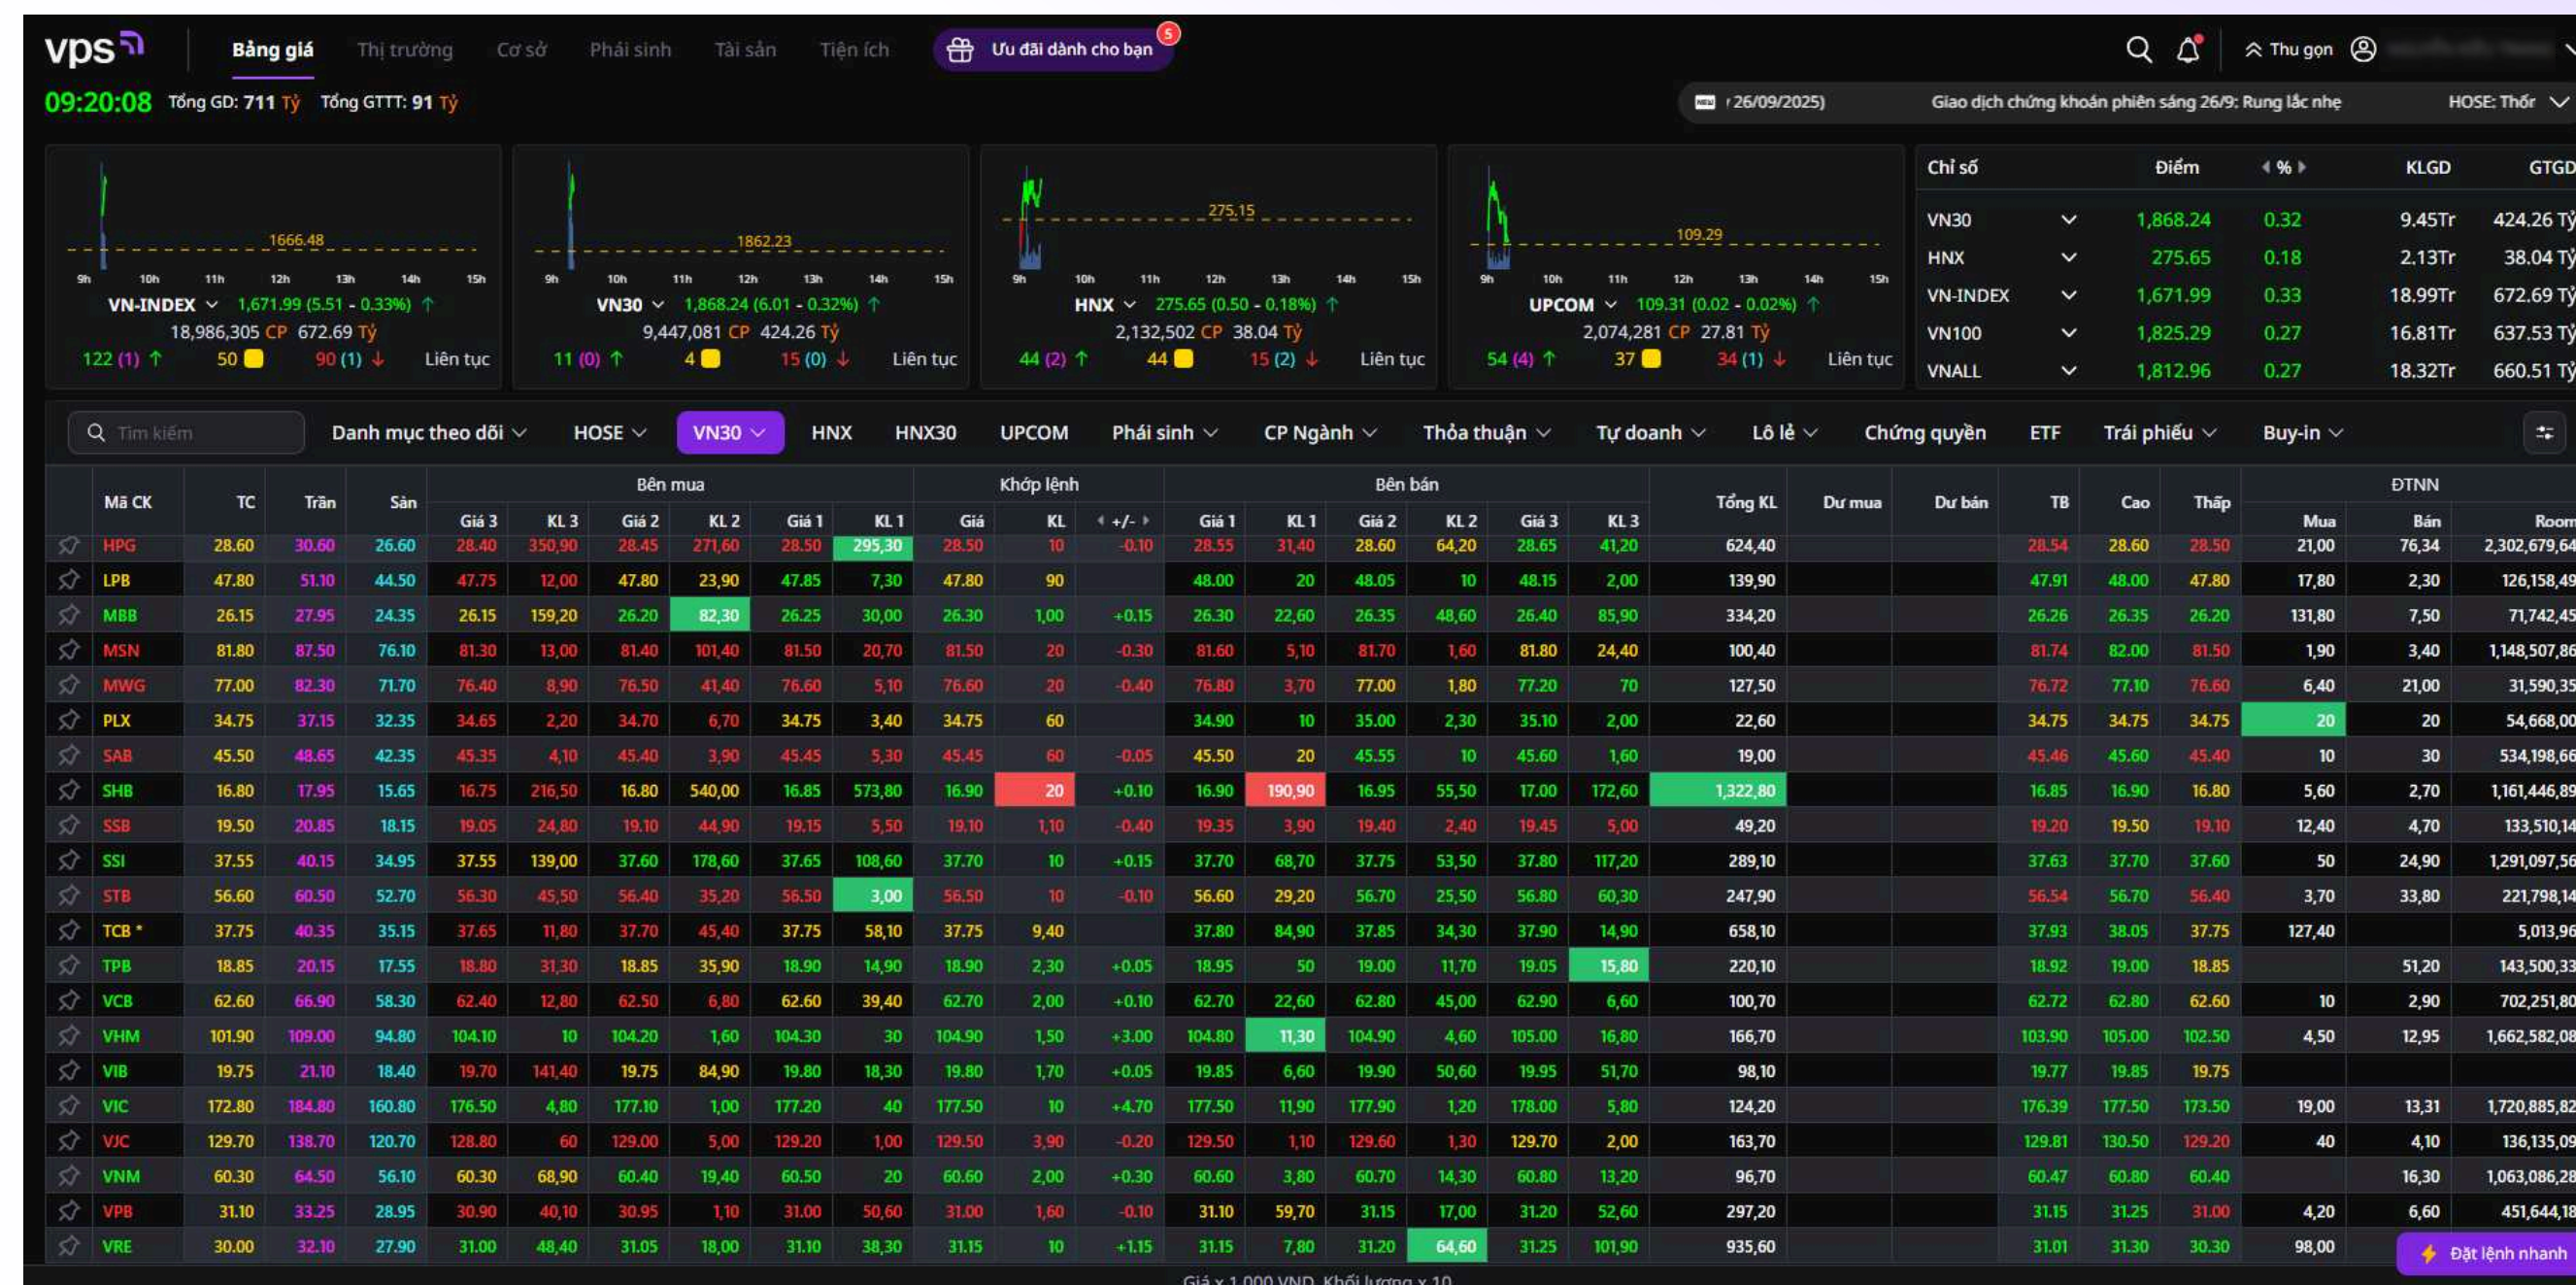 vps Bảng giá Thị trường Cơ sở Phái sinh Tài sản Tiện ích Ưu đãi dành cho bạn 5 Thu gọn
09:20:08 Tổng GD: 711 Tỷ Tổng GTTT: 91 Tỷ 26/09/2025) Giao dịch chứng khoán phiên sáng 26/9: Rung lắc nhẹ HOSE:
1666.48
9h 10h 11h 12h 13h 14h 15h
VN-INDEX 1,671.99 (5.51 - 0.33%) ↑
18,986,305 CP 672.69 Tỷ
122 (1) ↑ 50 90 (1) ↓ Liên tục
1862.23
9h 10h 11h 12h 13h 14h 15h
VN30 1,868.24 (6.01 - 0.32%) ↑
9,447,081 CP 424.26 Tỷ
11 (0) ↑ 4 15 (0) ↓ Liên tục
275.15
9h 10h 11h 12h 13h 14h 15h
HNX 275.65 (0.50 - 0.18%) ↑
2,132,502 CP 38.04 Tỷ
44 (2) ↑ 44 15 (2) ↓ Liên tục
109.29
9h 10h 11h 12h 13h 14h 15h
UPCOM 109.31 (0.02 - 0.02%) ↑
2,074,281 CP 27.81 Tỷ
54 (4) ↑ 37 34 (1) ↓ Liên tục
Chỉ số Điểm % KLGD GTGD
VN30 1,868.24 0.32 9.45Tr 424.26 Tỷ
HNX 275.65 0.18 2.13Tr 38.04 Tỷ
VN-INDEX 1,671.99 0.33 18.99Tr 672.69 Tỷ
VN100 1,825.29 0.27 16.81Tr 637.53 Tỷ
VNALL 1,812.96 0.27 18.32Tr 660.51 Tỷ
Tìm kiếm Danh mục theo dõi HOSE VN30 HNX HNX30 UPCOM Phái sinh CP Ngành Thỏa thuận Tự doanh Lô lẻ Chứng quyền ETF Trái phiếu Buy-in
Mã CK TC Trần Sàn Bên mua Khớp lệnh Bên bán Tổng KL Dư mua Dư bán TB Cao Thấp ĐTNN
Giá 3 KL 3 Giá 2 KL 2 Giá 1 KL 1 Giá KL +/- Giá 1 KL 1 Giá 2 KL 2 Giá 3 KL 3 Mua Bán Room
HPG 28.60 30.60 26.60 28.40 350,90 28.45 271,60 28.50 295,30 28.50 10 -0.10 28.55 31,40 28.60 64,20 28.65 41,20 624,40 28.54 28.60 28.50 21,00 76,34 2,302,679,64
LPB 47.80 51.10 44.50 47.75 12,00 47.80 23,90 47.85 7,30 47.80 90 48.00 20 48.05 10 48.15 2,00 139,90 47.91 48.00 47.80 17,80 2,30 126,158,49
MBB 26.15 27.95 24.35 26.15 159,20 26.20 82,30 26.25 30,00 26.30 1,00 +0.15 26.30 22,60 26.35 48,60 26.40 85,90 334,20 26.26 26.35 26.20 131,80 7,50 71,742,45
MSN 81.80 87.50 76.10 81.30 13,00 81.40 101,40 81.50 20,70 81.50 20 -0.30 81.60 5,10 81.70 1,60 81.80 24,40 100,40 81.74 82.00 81.50 1,90 3,40 1,148,507,86
MWG 77.00 82.30 71.70 76.40 8,90 76.50 41,40 76.60 5,10 76.60 20 -0.40 76.80 3,70 77.00 1,80 77.20 70 127,50 76.72 77.10 76.60 6,40 21,00 31,590,35
PLX 34.75 37.15 32.35 34.65 2,20 34.70 6,70 34.75 3,40 34.75 60 34.90 10 35.00 2,30 35.10 2,00 22,60 34.75 34.75 34.75 20 20 54,668,00
SAB 45.50 48.65 42.35 45.35 4,10 45.40 3,90 45.45 5,30 45.45 60 -0.05 45.50 20 45.55 10 45.60 1,60 19,00 45.46 45.60 45.40 10 30 534,198,66
SHB 16.80 17.95 15.65 16.75 216,50 16.80 540,00 16.85 573,80 16.90 20 +0.10 16.90 190,90 16.95 55,50 17.00 172,60 1,322,80 16.85 16.90 16.80 5,60 2,70 1,161,446,89
SSB 19.50 20.85 18.15 19.05 24,80 19.10 44,90 19.15 5,50 19.10 1,10 -0.40 19.35 3,90 19.40 2,40 19.45 5,00 49,20 19.20 19.50 19.10 12,40 4,70 133,510,14
SSI 37.55 40.15 34.95 37.55 139,00 37.60 178,60 37.65 108,60 37.70 10 +0.15 37.70 68,70 37.75 53,50 37.80 117,20 289,10 37.63 37.70 37.60 50 24,90 1,291,097,56
STB 56.60 60.50 52.70 56.30 45,50 56.40 35,20 56.50 3,00 56.50 10 -0.10 56.60 29,20 56.70 25,50 56.80 60,30 247,90 56.54 56.70 56.40 3,70 33,80 221,798,14
TCB * 37.75 40.35 35.15 37.65 11,80 37.70 45,40 37.75 58,10 37.75 9,40 37.80 84,90 37.85 34,30 37.90 14,90 658,10 37.93 38.05 37.75 127,40 5,013,96
TPB 18.85 20.15 17.55 18.80 31,30 18.85 35,90 18.90 14,90 18.90 2,30 +0.05 18.95 50 19.00 11,70 19.05 15,80 220,10 18.92 19.00 18.85 51,20 143,500,33
VCB 62.60 66.90 58.30 62.40 12,80 62.50 6,80 62.60 39,40 62.70 2,00 +0.10 62.70 22,60 62.80 45,00 62.90 6,60 100,70 62.72 62.80 62.60 10 2,90 702,251,80
VHM 101.90 109.00 94.80 104.10 10 104.20 1,60 104.30 30 104.90 1,50 +3.00 104.80 11,30 104.90 4,60 105.00 16,80 166,70 103.90 105.00 102.50 4,50 12,95 1,662,582,08
VIB 19.75 21.10 18.40 19.70 141,40 19.75 84,90 19.80 18,30 19.80 1,70 +0.05 19.85 6,60 19.90 50,60 19.95 51,70 98,10 19.77 19.85 19.75
VIC 172.80 184.80 160.80 176.50 4,80 177.10 1,00 177.20 40 177.50 10 +4.70 177.50 11,90 177.90 1,20 178.00 5,80 124,20 176.39 177.50 173.50 19,00 13,31 1,720,885,82
VJC 129.70 138.70 120.70 128.80 60 129.00 5,00 129.20 1,00 129.50 3,90 -0.20 129.50 1,10 129.60 1,30 129.70 2,00 163,70 129.81 130.50 129.20 40 4,10 136,135,09
VNM 60.30 64.50 56.10 60.30 68,90 60.40 19,40 60.50 20 60.60 2,00 +0.30 60.60 3,80 60.70 14,30 60.80 13,20 96,70 60.47 60.80 60.40 16,30 1,063,086,28
VPB 31.10 33.25 28.95 30.90 40,10 30.95 1,10 31.00 50,60 31.00 1,60 -0.10 31.10 59,70 31.15 17,00 31.20 52,60 297,20 31.15 31.25 31.00 4,20 6,60 451,644,18
VRE 30.00 32.10 27.90 31.00 48,40 31.05 18,00 31.10 38,30 31.15 10 +1.15 31.15 7,80 31.20 64,60 31.25 101,90 935,60 31.01 31.30 30.30 98,00
Đặt lệnh nhanh
Giá x 1.000 VND. Khối lượng x 10